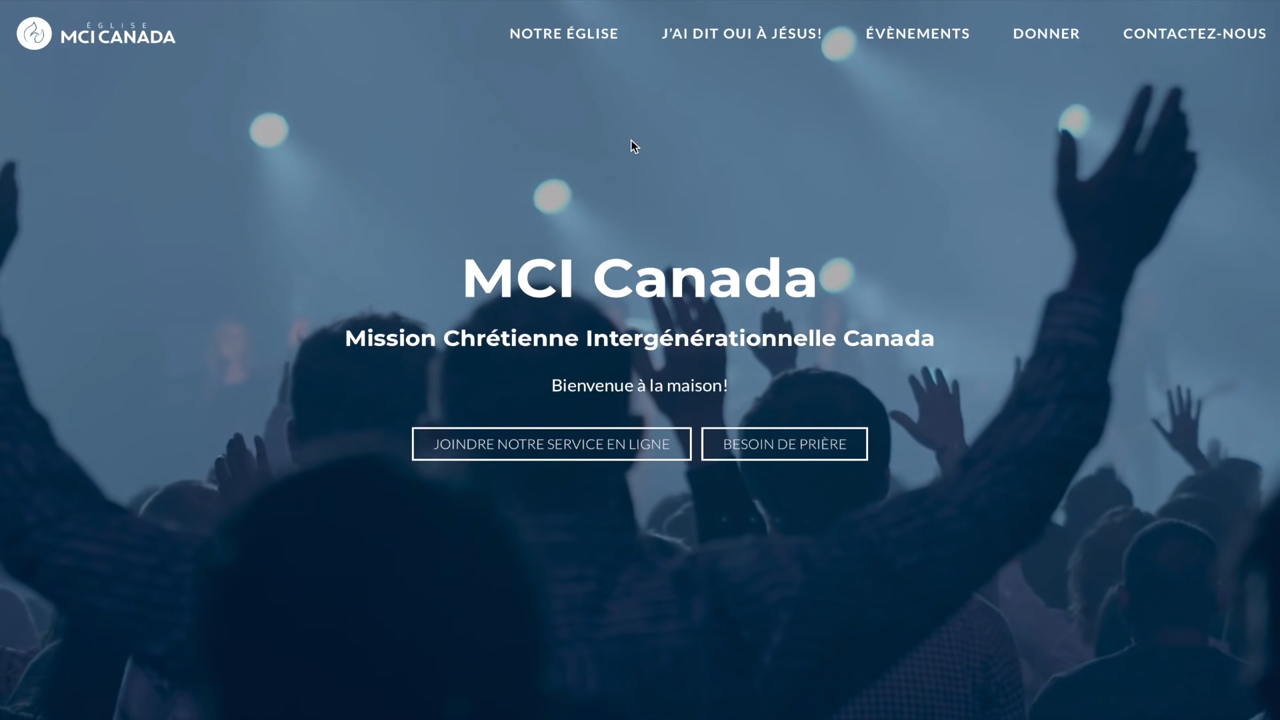 ÉGLISE
MCI CANADA
NOTRE ÉGLISE
J'AI DIT OUI À JÉSUS!
ÉVÈNEMENTS
DONNER
CONTACTEZ-NOUS
MCI Canada
Mission Chrétienne Intergénérationnelle Canada
Bienvenue à la maison!
JOINDRE NOTRE SERVICE EN LIGNE
BESOIN DE PRIÈRE